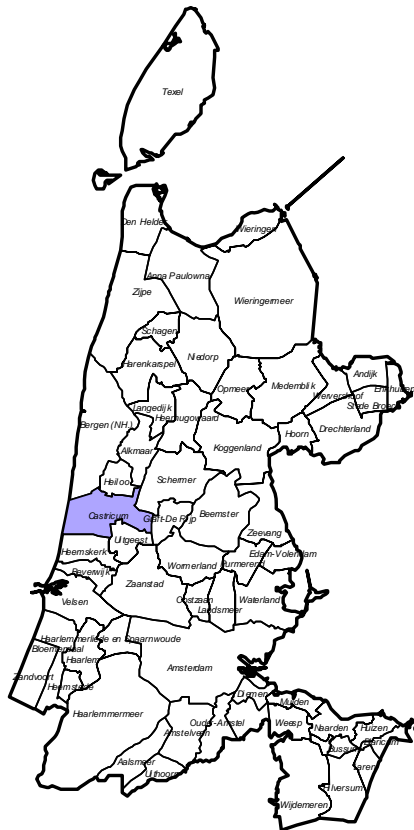 Texel
Den Helder
Wieringen
Anna Paulowna
Zijpe
Wieringermeer
Schagen
Harenkarspel
Niedorp
Opmeer
Medemblik
Andijk
Wervershoof
Enkhuizen
Stede Broec
Langedijk
Heerhugowaard
Bergen (NH.)
Drechterland
Hoorn
Koggenland
Alkmaar
Heiloo
Schermer
Castricum
Graft-De Rijp
Beemster
Zeevang
Uitgeest
Heemskerk
Edam-Volendam
Purmerend
Wormerland
Beverwijk
Zaanstad
Velsen
Oostzaan
Landsmeer
Waterland
Haarlemmerliede en Spaarnwoude
Bloemendaal
Haarlem
Amsterdam
Zandvoort
Heemstede
Diemen
Muiden
Haarlemmermeer
Ouder-Amstel
Weesp
Amstelveen
Naarden
Huizen
Bussum
Blaricum
Aalsmeer
Laren
Uithoorn
Hilversum
Wijdemeren